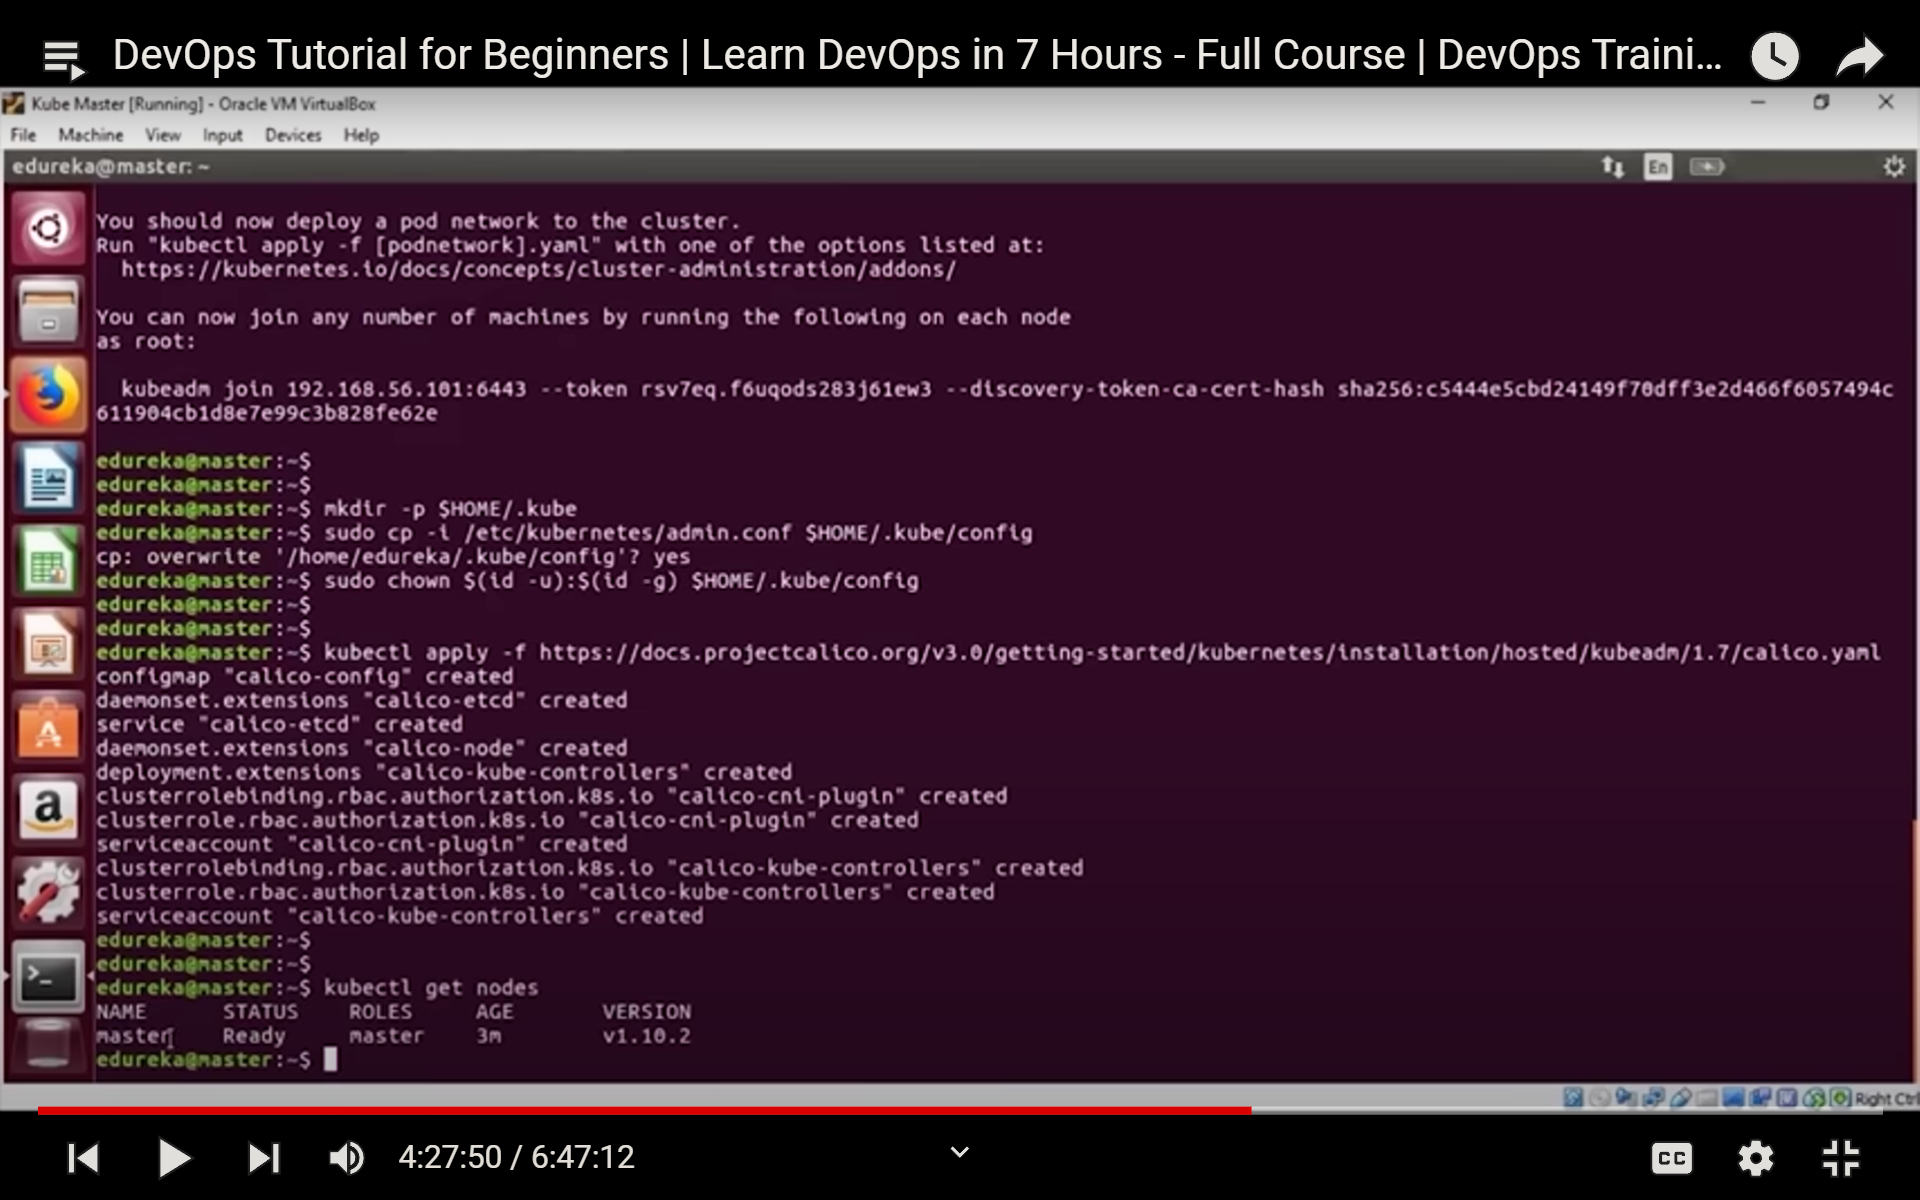 DevOps Tutorial for Beginners | Learn DevOps in 7 Hours - Full Course | DevOps Traini...
Kube Master [Running] - Oracle VM VirtualBox
File Machine View Input Devices Help
edureka@master: ~
En
You should now deploy a pod network to the cluster.
Run "kubectl apply -f [podnetwork].yaml" with one of the options listed at:
https://kubernetes.io/docs/concepts/cluster-administration/addons/
You can now join any number of machines by running the following on each node
as root:
kubeadm join 192.168.56.101:6443 --token rsv7eq.f6uqods283j61ew3 --discovery-token-ca-cert-hash sha256:c5444e5cbd24149f70dff3e2d466f6057494c
611904cb1d8e7e99c3b828fe62e
edureka@master:~$
edureka@master:~$
edureka@master:~$ mkdir -p $HOME/.kube
edureka@master:~$ sudo cp -i /etc/kubernetes/admin.conf $HOME/.kube/config
cp: overwrite '/home/edureka/.kube/config'? yes
edureka@master:~$ sudo chown $(id -u):$(id -g) $HOME/.kube/config
edureka@master:~$
edureka@master:~$
edureka@master:~$ kubectl apply -f https://docs.projectcalico.org/v3.0/getting-started/kubernetes/installation/hosted/kubeadm/1.7/calico.yaml
configmap "calico-config" created
daemonset.extensions "calico-etcd" created
service "calico-etcd" created
daemonset.extensions "calico-node" created
deployment.extensions "calico-kube-controllers" created
clusterrolebinding.rbac.authorization.k8s.io "calico-cni-plugin" created
clusterrole.rbac.authorization.k8s.io "calico-cni-plugin" created
serviceaccount "calico-cni-plugin" created
clusterrolebinding.rbac.authorization.k8s.io "calico-kube-controllers" created
clusterrole.rbac.authorization.k8s.io "calico-kube-controllers" created
serviceaccount "calico-kube-controllers" created
edureka@master:~$
edureka@master:~$
edureka@master:~$ kubectl get nodes
NAME STATUS ROLES AGE VERSION
master Ready master 3m v1.10.2
edureka@master:~$
Right Ctrl
4:27:50 / 6:47:12
CC